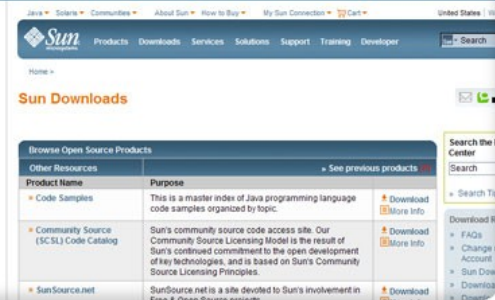 Java Solaris Communities About Sun How to Buy My Sun Connection Cart United States
Sun
microsystems
Products Downloads Services Solutions Support Training Developer Search
Home >
Sun Downloads
Browse Open Source Products
Other Resources » See previous products
Product Name Purpose
Code Samples This is a master index of Java programming language
code samples organized by topic.
Download
More Info
Community Source
(SCSL) Code Catalog
Sun's community source code access site. Our
Community Source Licensing Model is the result of
Sun's continued commitment to the open development
of key technologies, and is based on Sun's Community
Source Licensing Principles.
Download
More Info
SunSource.net SunSource.net is a site devoted to Sun's involvement in
Free & Open Source projects
Download
Search the
Center
Search
» Search
Download
» FAQs
» Change
Account
» Sun